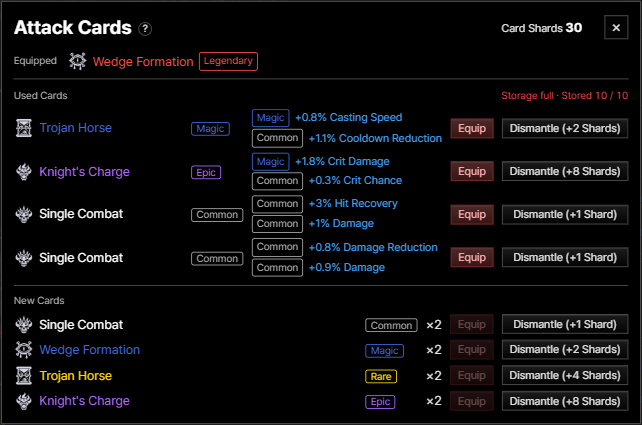 Attack Cards ?
Card Shards 30 ×
Equipped Wedge Formation Legendary
Used Cards
Storage full · Stored 10 / 10
Trojan Horse Magic
Magic +0.8% Casting Speed
Common +1.1% Cooldown Reduction
Equip Dismantle (+2 Shards)
Knight's Charge Epic
Magic +1.8% Crit Damage
Common +0.3% Crit Chance
Equip Dismantle (+8 Shards)
Single Combat Common
Common +3% Hit Recovery
Common +1% Damage
Equip Dismantle (+1 Shard)
Single Combat Common
Common +0.8% Damage Reduction
Common +0.9% Damage
Equip Dismantle (+1 Shard)
New Cards
Single Combat Common ×2 Equip Dismantle (+1 Shard)
Wedge Formation Magic ×2 Equip Dismantle (+2 Shards)
Trojan Horse Rare ×2 Equip Dismantle (+4 Shards)
Knight's Charge Epic ×2 Equip Dismantle (+8 Shards)